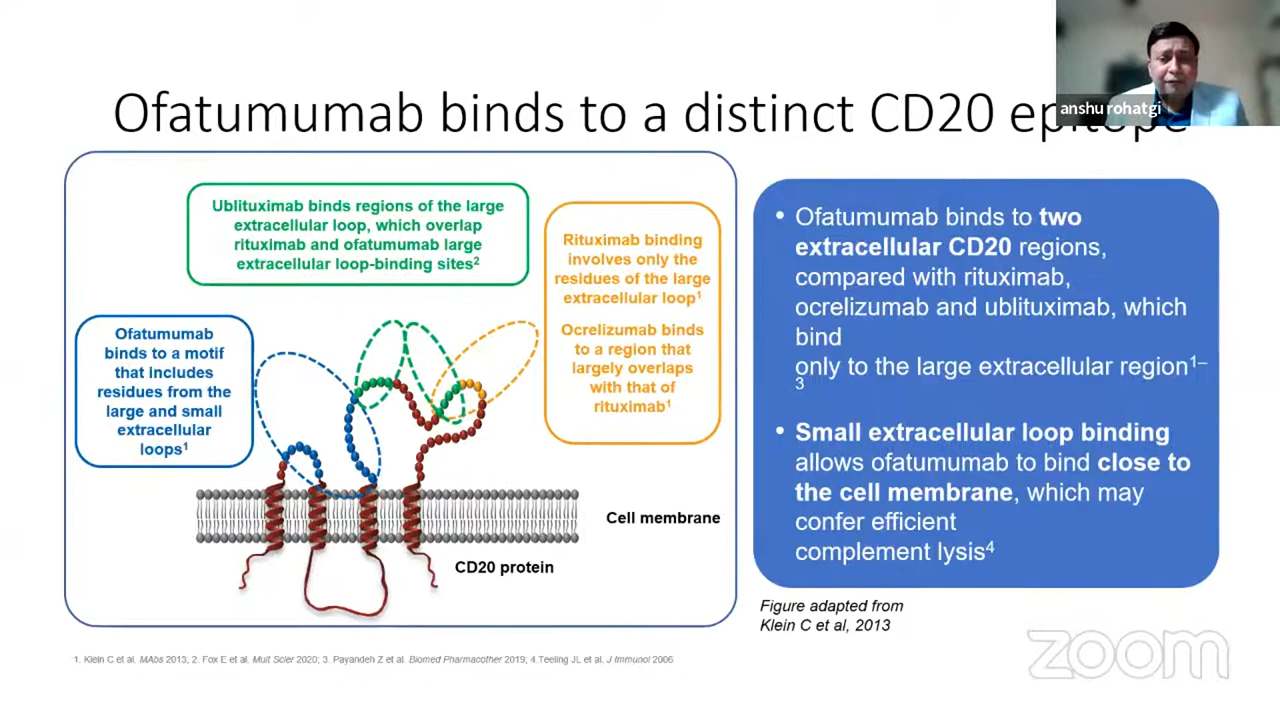 anshu rohatgi
Ofatumumab binds to a distinct CD20 epitope
Ublituximab binds regions of the large
extracellular loop, which overlap
rituximab and ofatumumab large
extracellular loop-binding sites²
Rituximab binding
involves only the
residues of the large
extracellular loop¹
Ocrelizumab binds
to a region that
largely overlaps
with that of
rituximab¹
Ofatumumab
binds to a motif
that includes
residues from the
large and small
extracellular
loops¹
Cell membrane
CD20 protein
• Ofatumumab binds to two
extracellular CD20 regions,
compared with rituximab,
ocrelizumab and ublituximab, which
bind
only to the large extracellular region¹⁻
³
• Small extracellular loop binding
allows ofatumumab to bind close to
the cell membrane, which may
confer efficient
complement lysis⁴
Figure adapted from
Klein C et al, 2013
1. Klein C et al. MAbs 2013, 2. Fox E et al. Mult Scler 2020; 3. Payandeh Z et al. Biomed Pharmacother 2019; 4.Teeling JL et al. J Immunol 2006
zoom